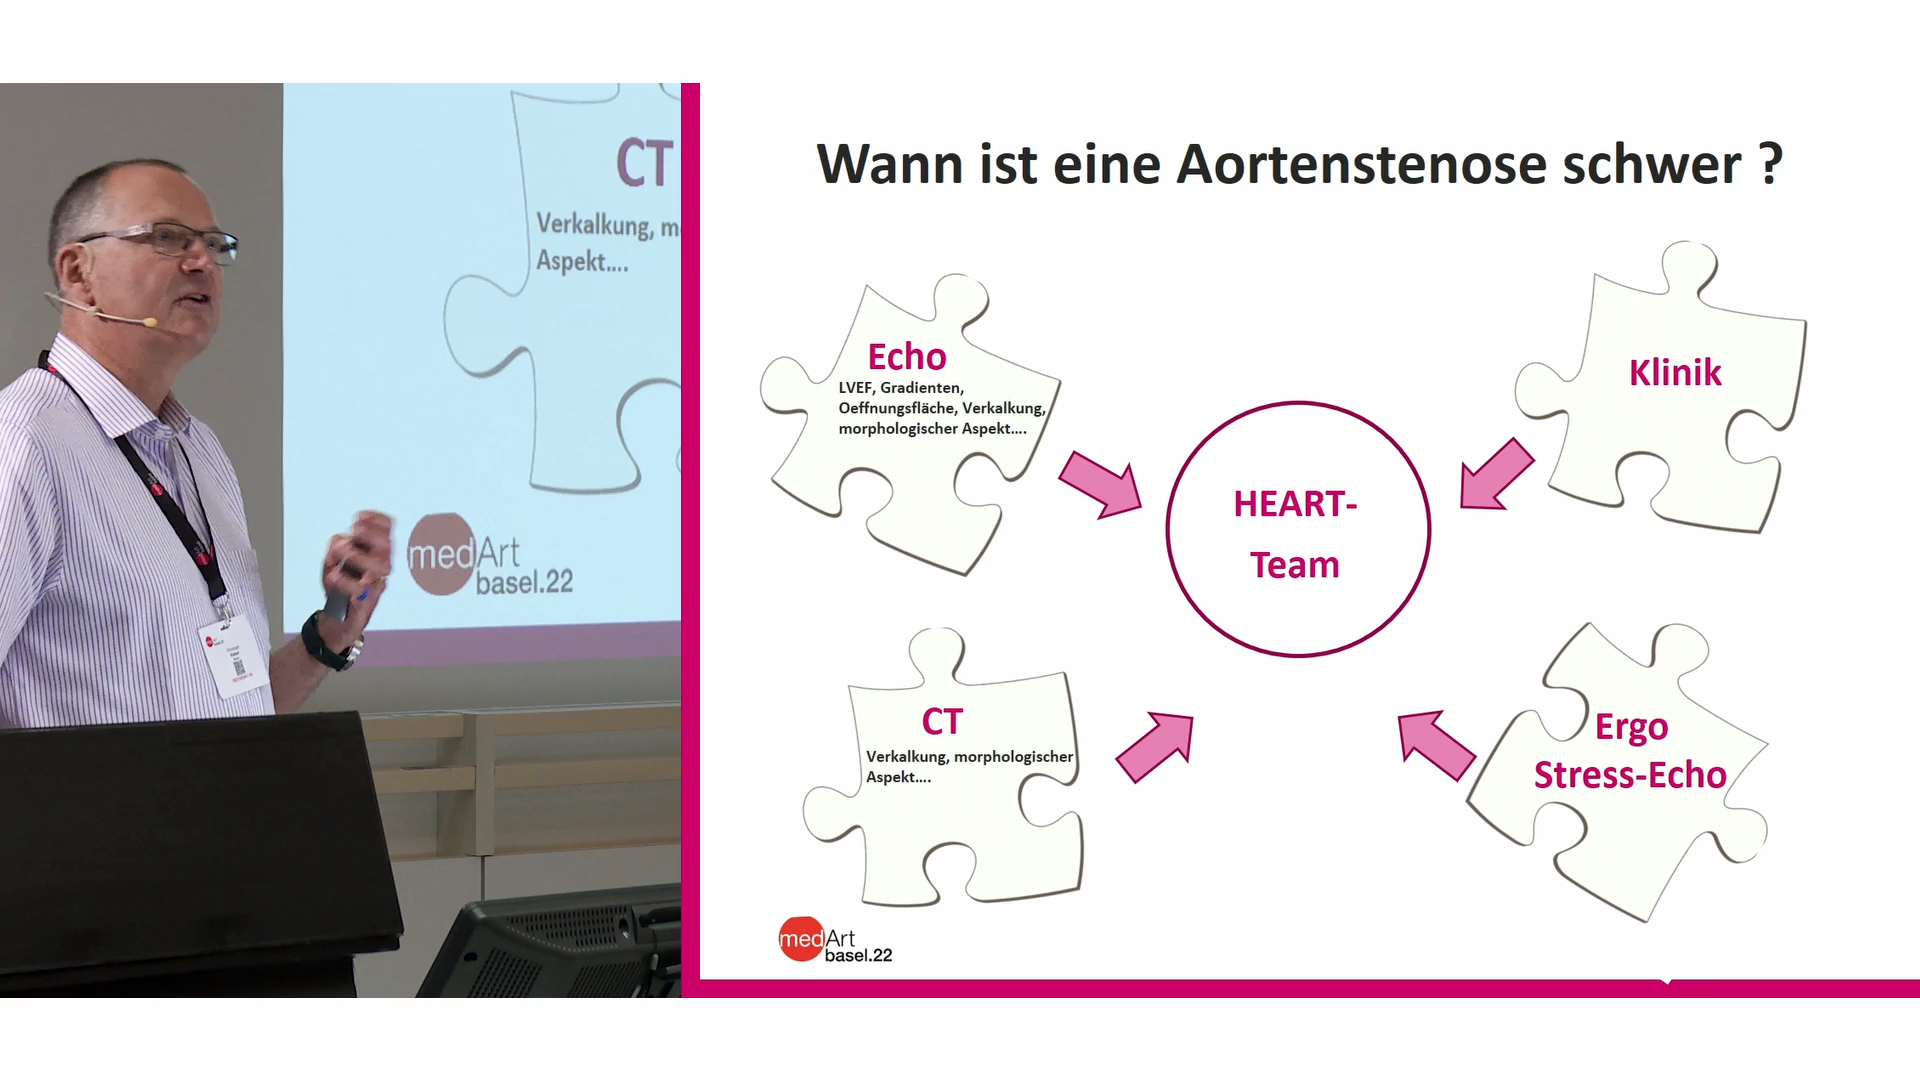 CT
Verkalkung, m
Aspekt....
medArt
basel.22
Wann ist eine Aortenstenose schwer ?
Echo
LVEF, Gradienten,
Oeffnungsfläche, Verkalkung,
morphologischer Aspekt....
Klinik
HEART-
Team
CT
Verkalkung, morphologischer
Aspekt....
Ergo
Stress-Echo
medArt
basel.22